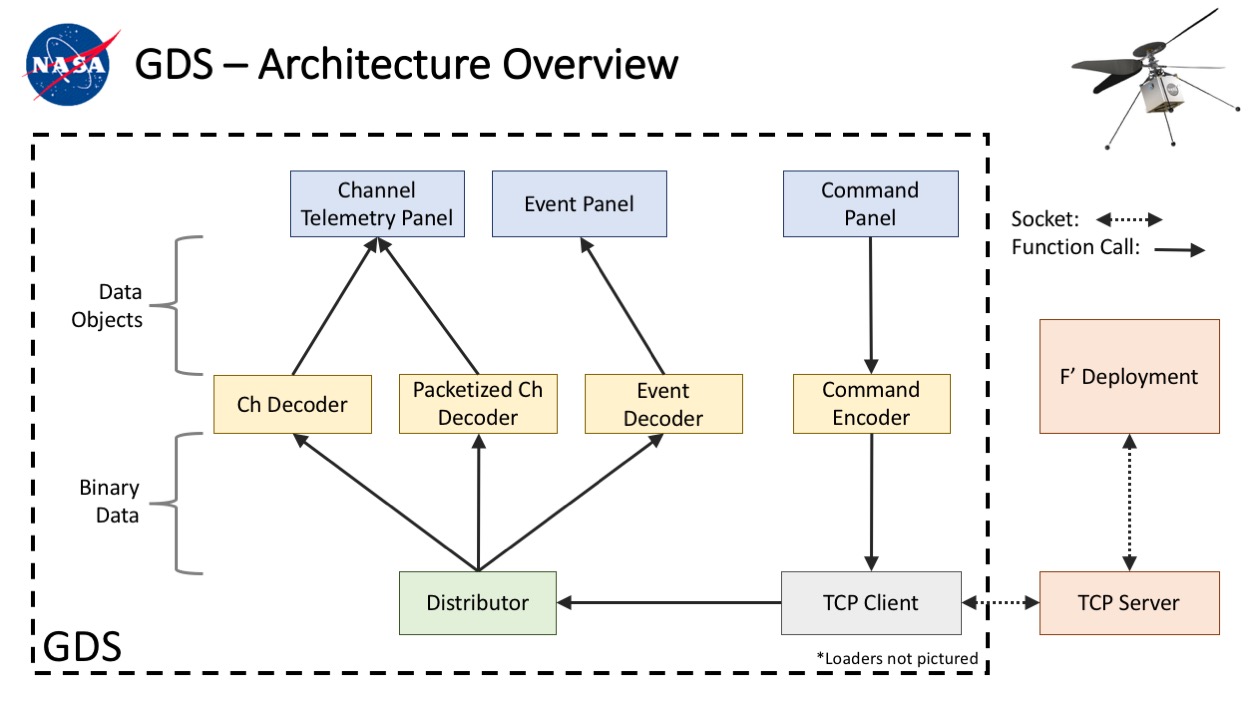 NASA
GDS – Architecture Overview
Channel
Telemetry Panel
Event Panel
Command
Panel
Socket:
Function Call:
Data
Objects
Ch Decoder
Packetized Ch
Decoder
Event
Decoder
Command
Encoder
F’ Deployment
Binary
Data
Distributor
TCP Client
TCP Server
GDS
*Loaders not pictured